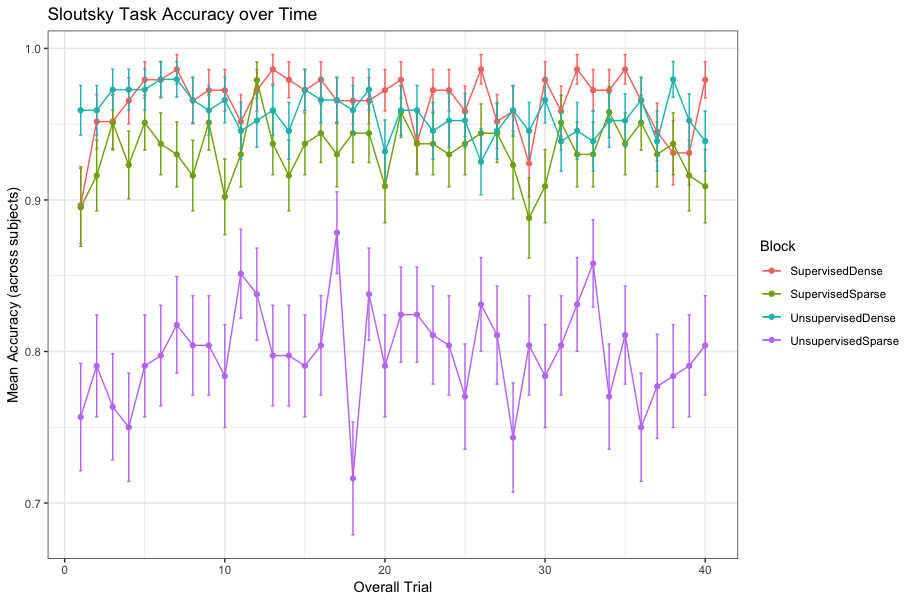 Sloutsky Task Accuracy over Time
Mean Accuracy (across subjects)
1.0
0.9
0.8
0.7
0
10
20
30
40
Overall Trial
Block
SupervisedDense
SupervisedSparse
UnsupervisedDense
UnsupervisedSparse